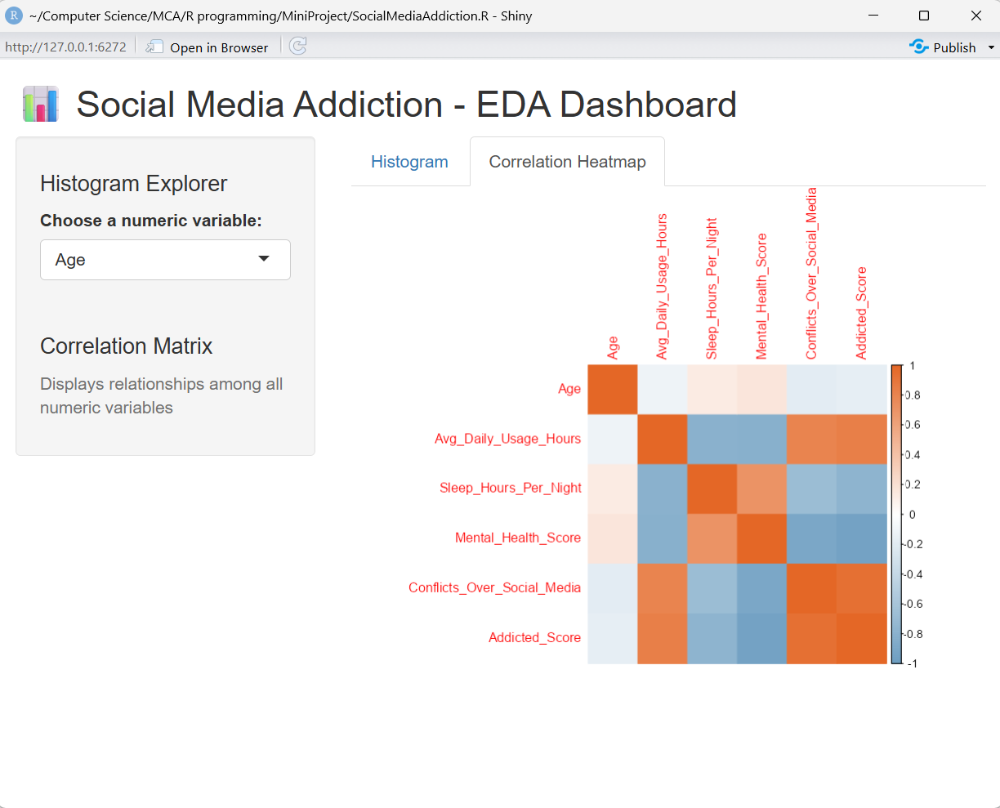 R ~/Computer Science/MCA/R programming/MiniProject/SocialMediaAddiction.R - Shiny
http://127.0.0.1:6272 Open in Browser Publish
Social Media Addiction - EDA Dashboard
Histogram Explorer
Choose a numeric variable:
Age
Correlation Matrix
Displays relationships among all
numeric variables
Histogram
Correlation Heatmap
Age
Avg_Daily_Usage_Hours
Sleep_Hours_Per_Night
Mental_Health_Score
Conflicts_Over_Social_Media
Addicted_Score
Age
Avg_Daily_Usage_Hours
Sleep_Hours_Per_Night
Mental_Health_Score
Conflicts_Over_Social_Media
Addicted_Score
1
0.8
0.6
0.4
0.2
0
-0.2
-0.4
-0.6
-0.8
-1